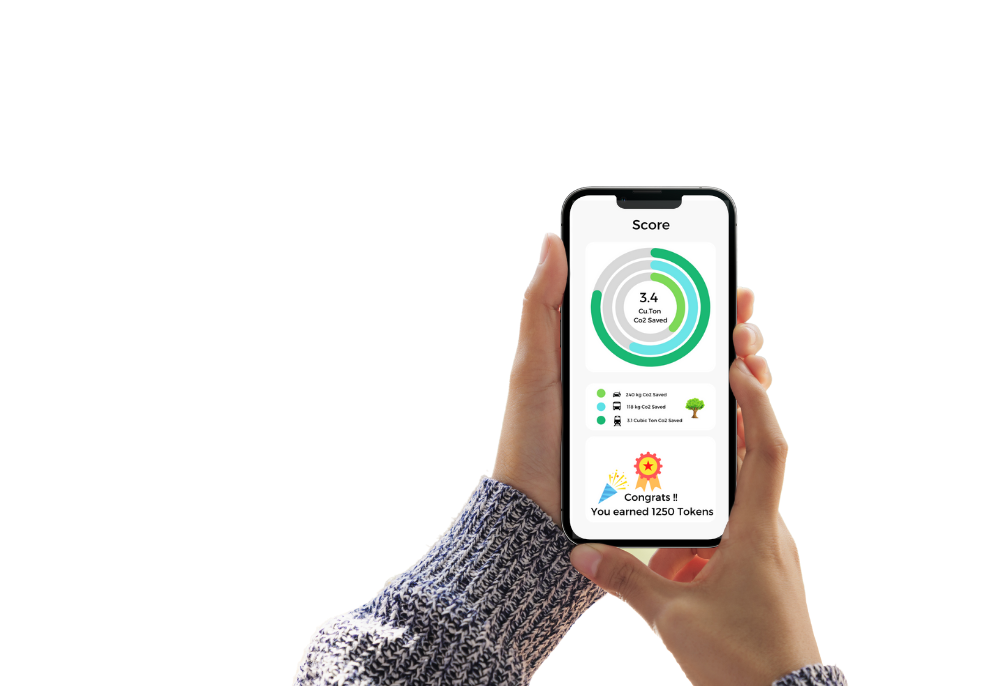 Score
3.4
Cu.Ton
Co2 Saved
240 kg Co2 Saved
118 kg Co2 Saved
3.1 Cubic Ton Co2 Saved
Congrats !!
You earned 1250 Tokens